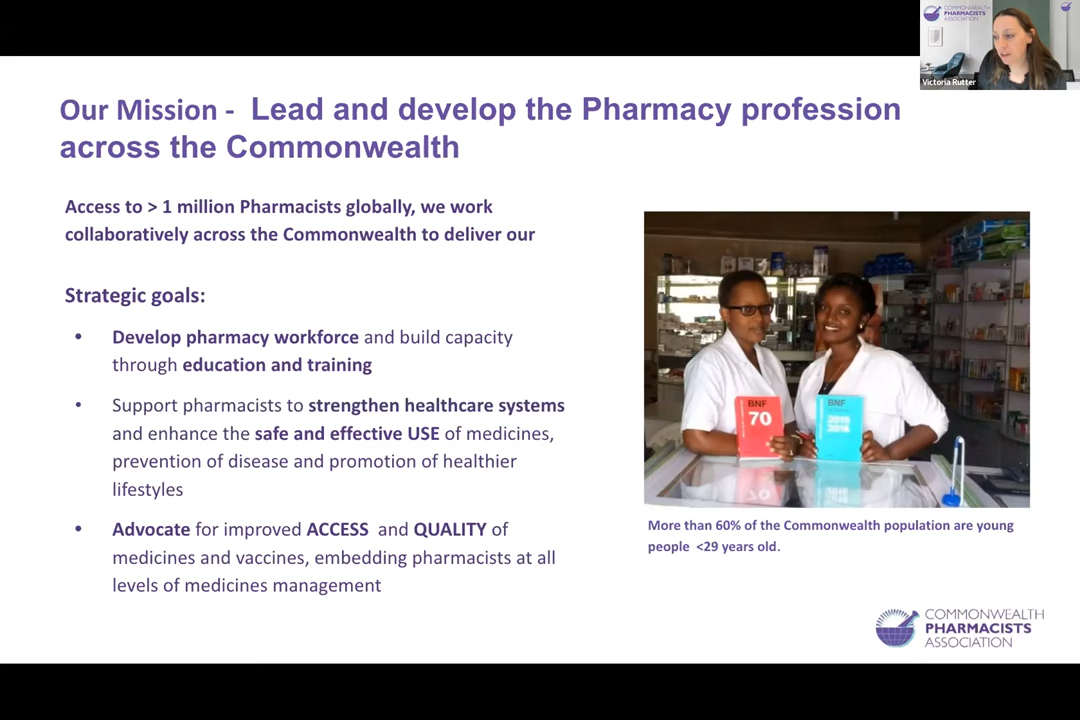 COMMONWEALTH
PHARMACISTS
ASSOCIATION
Victoria Rutter
Our Mission - Lead and develop the Pharmacy profession
across the Commonwealth
Access to > 1 million Pharmacists globally, we work
collaboratively across the Commonwealth to deliver our
Strategic goals:
• Develop pharmacy workforce and build capacity
through education and training
• Support pharmacists to strengthen healthcare systems
and enhance the safe and effective USE of medicines,
prevention of disease and promotion of healthier
lifestyles
• Advocate for improved ACCESS and QUALITY of
medicines and vaccines, embedding pharmacists at all
levels of medicines management
BNF
70
BNF
More than 60% of the Commonwealth population are young
people <29 years old.
COMMONWEALTH
PHARMACISTS
ASSOCIATION